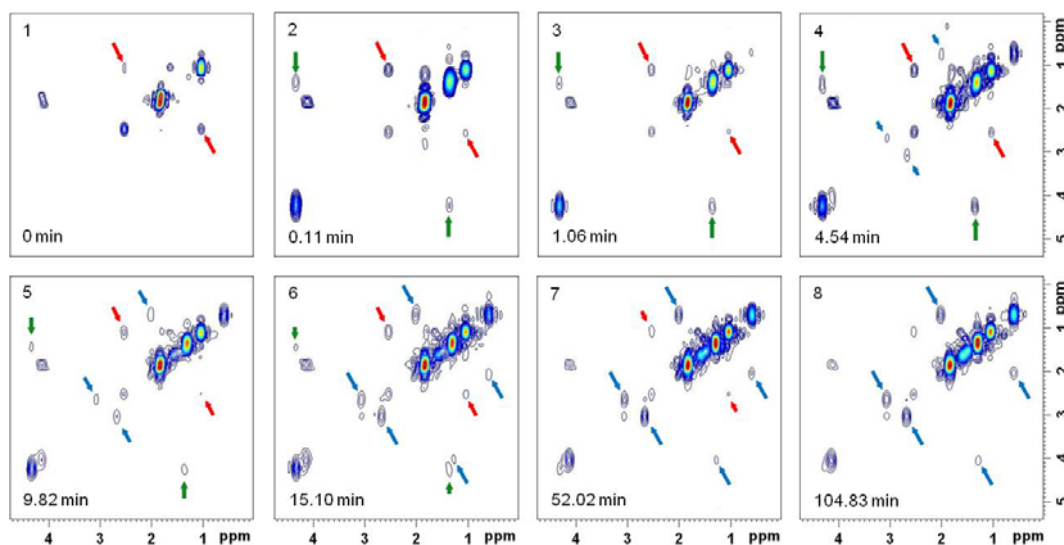 1 2 3 4
1 2 3 4 5 ppm
0 min 0.11 min 1.06 min 4.54 min
5 6 7 8
1 2 3 4 5 ppm
9.82 min 15.10 min 52.02 min 104.83 min
4 3 2 1 ppm 4 3 2 1 ppm 4 3 2 1 ppm 4 3 2 1 ppm